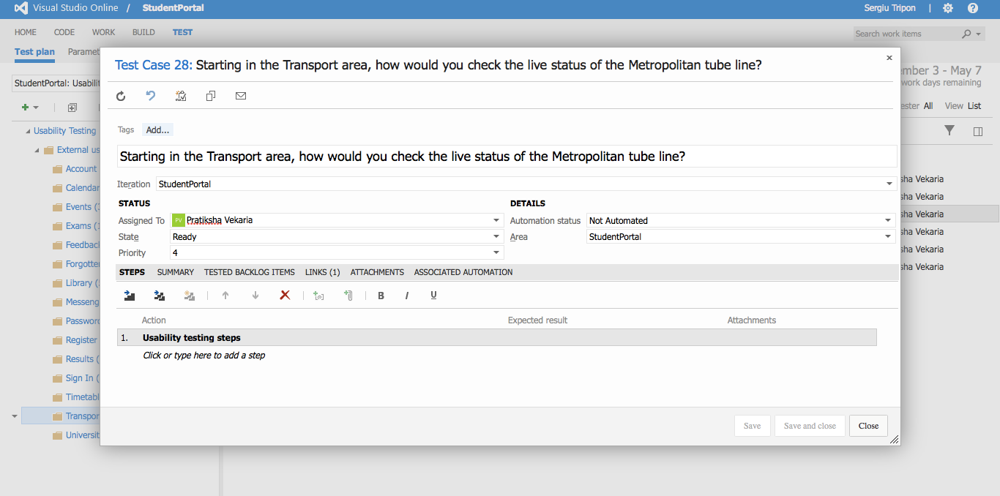 Visual Studio Online / StudentPortal Sergiu Tripon |
HOME CODE WORK BUILD TEST Search work items
Test plan Paramet
Test Case 28: Starting in the Transport area, how would you check the live status of the Metropolitan tube line?
StudentPortal: Usabilit
mber 3 - May 7
work days remaining
ester All View List
Tags Add...
Usability Testing
External us
Account
Calendar
Events (
Exams (
Feedbac
Forgotte
Library (
Messeng
Password
Register
Results (
Sign In (
Timetabl
Transpor
Universit
Starting in the Transport area, how would you check the live status of the Metropolitan tube line?
Iteration StudentPortal
STATUS DETAILS
Assigned To PV Pratiksha Vekaria Automation status Not Automated
State Ready Area StudentPortal
Priority 4
STEPS SUMMARY TESTED BACKLOG ITEMS LINKS (1) ATTACHMENTS ASSOCIATED AUTOMATION
B I U
Action Expected result Attachments
1. Usability testing steps
Click or type here to add a step
Save Save and close Close
sha Vekaria
sha Vekaria
sha Vekaria
sha Vekaria
sha Vekaria
sha Vekaria